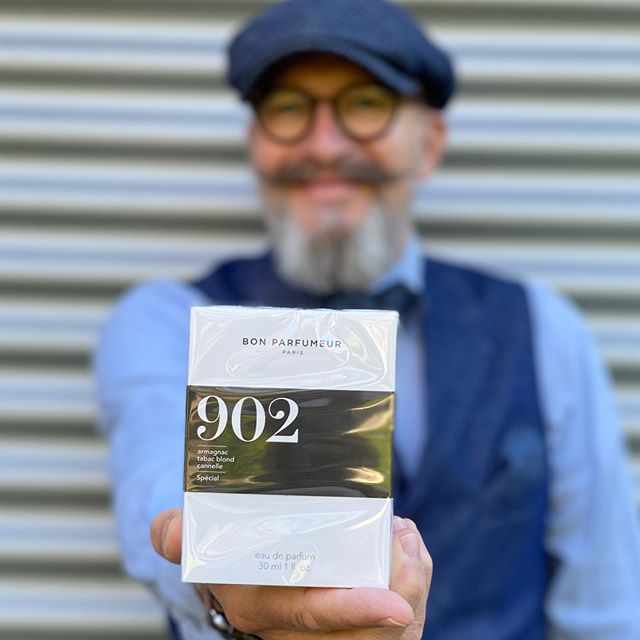 BON PARFUMEUR
PARIS
902
armagnac
tabac blond
cannelle
Spécial
eau de parfum
30 ml 1 fl. oz.